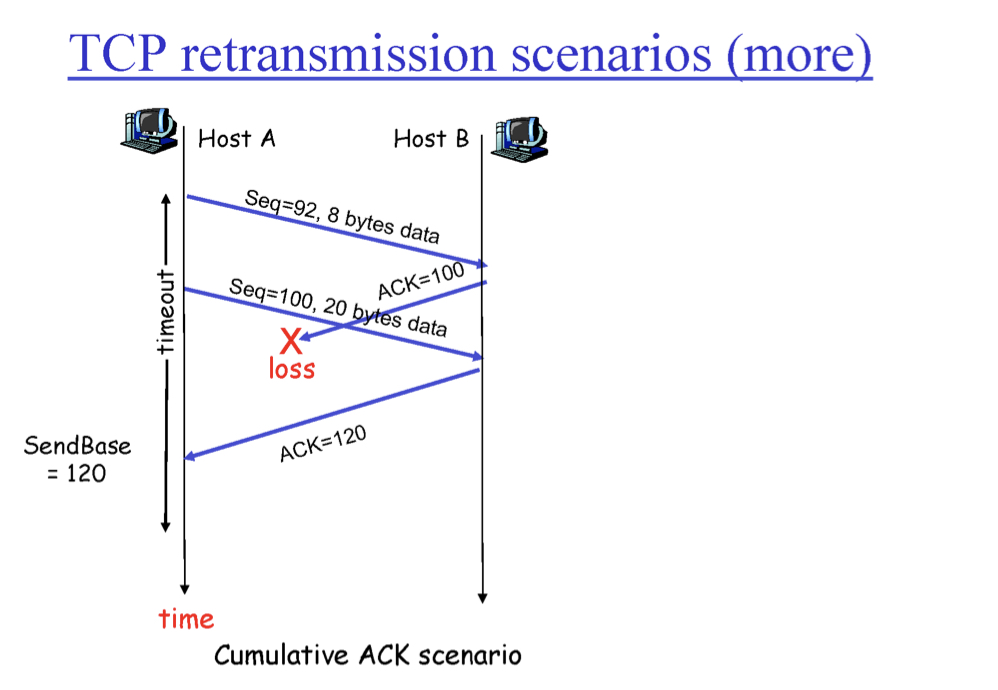 TCP retransmission scenarios (more)
Host A
Host B
Seq=92, 8 bytes data
ACK=100
timeout
Seq=100, 20 bytes data
X
loss
ACK=120
SendBase
= 120
time
Cumulative ACK scenario